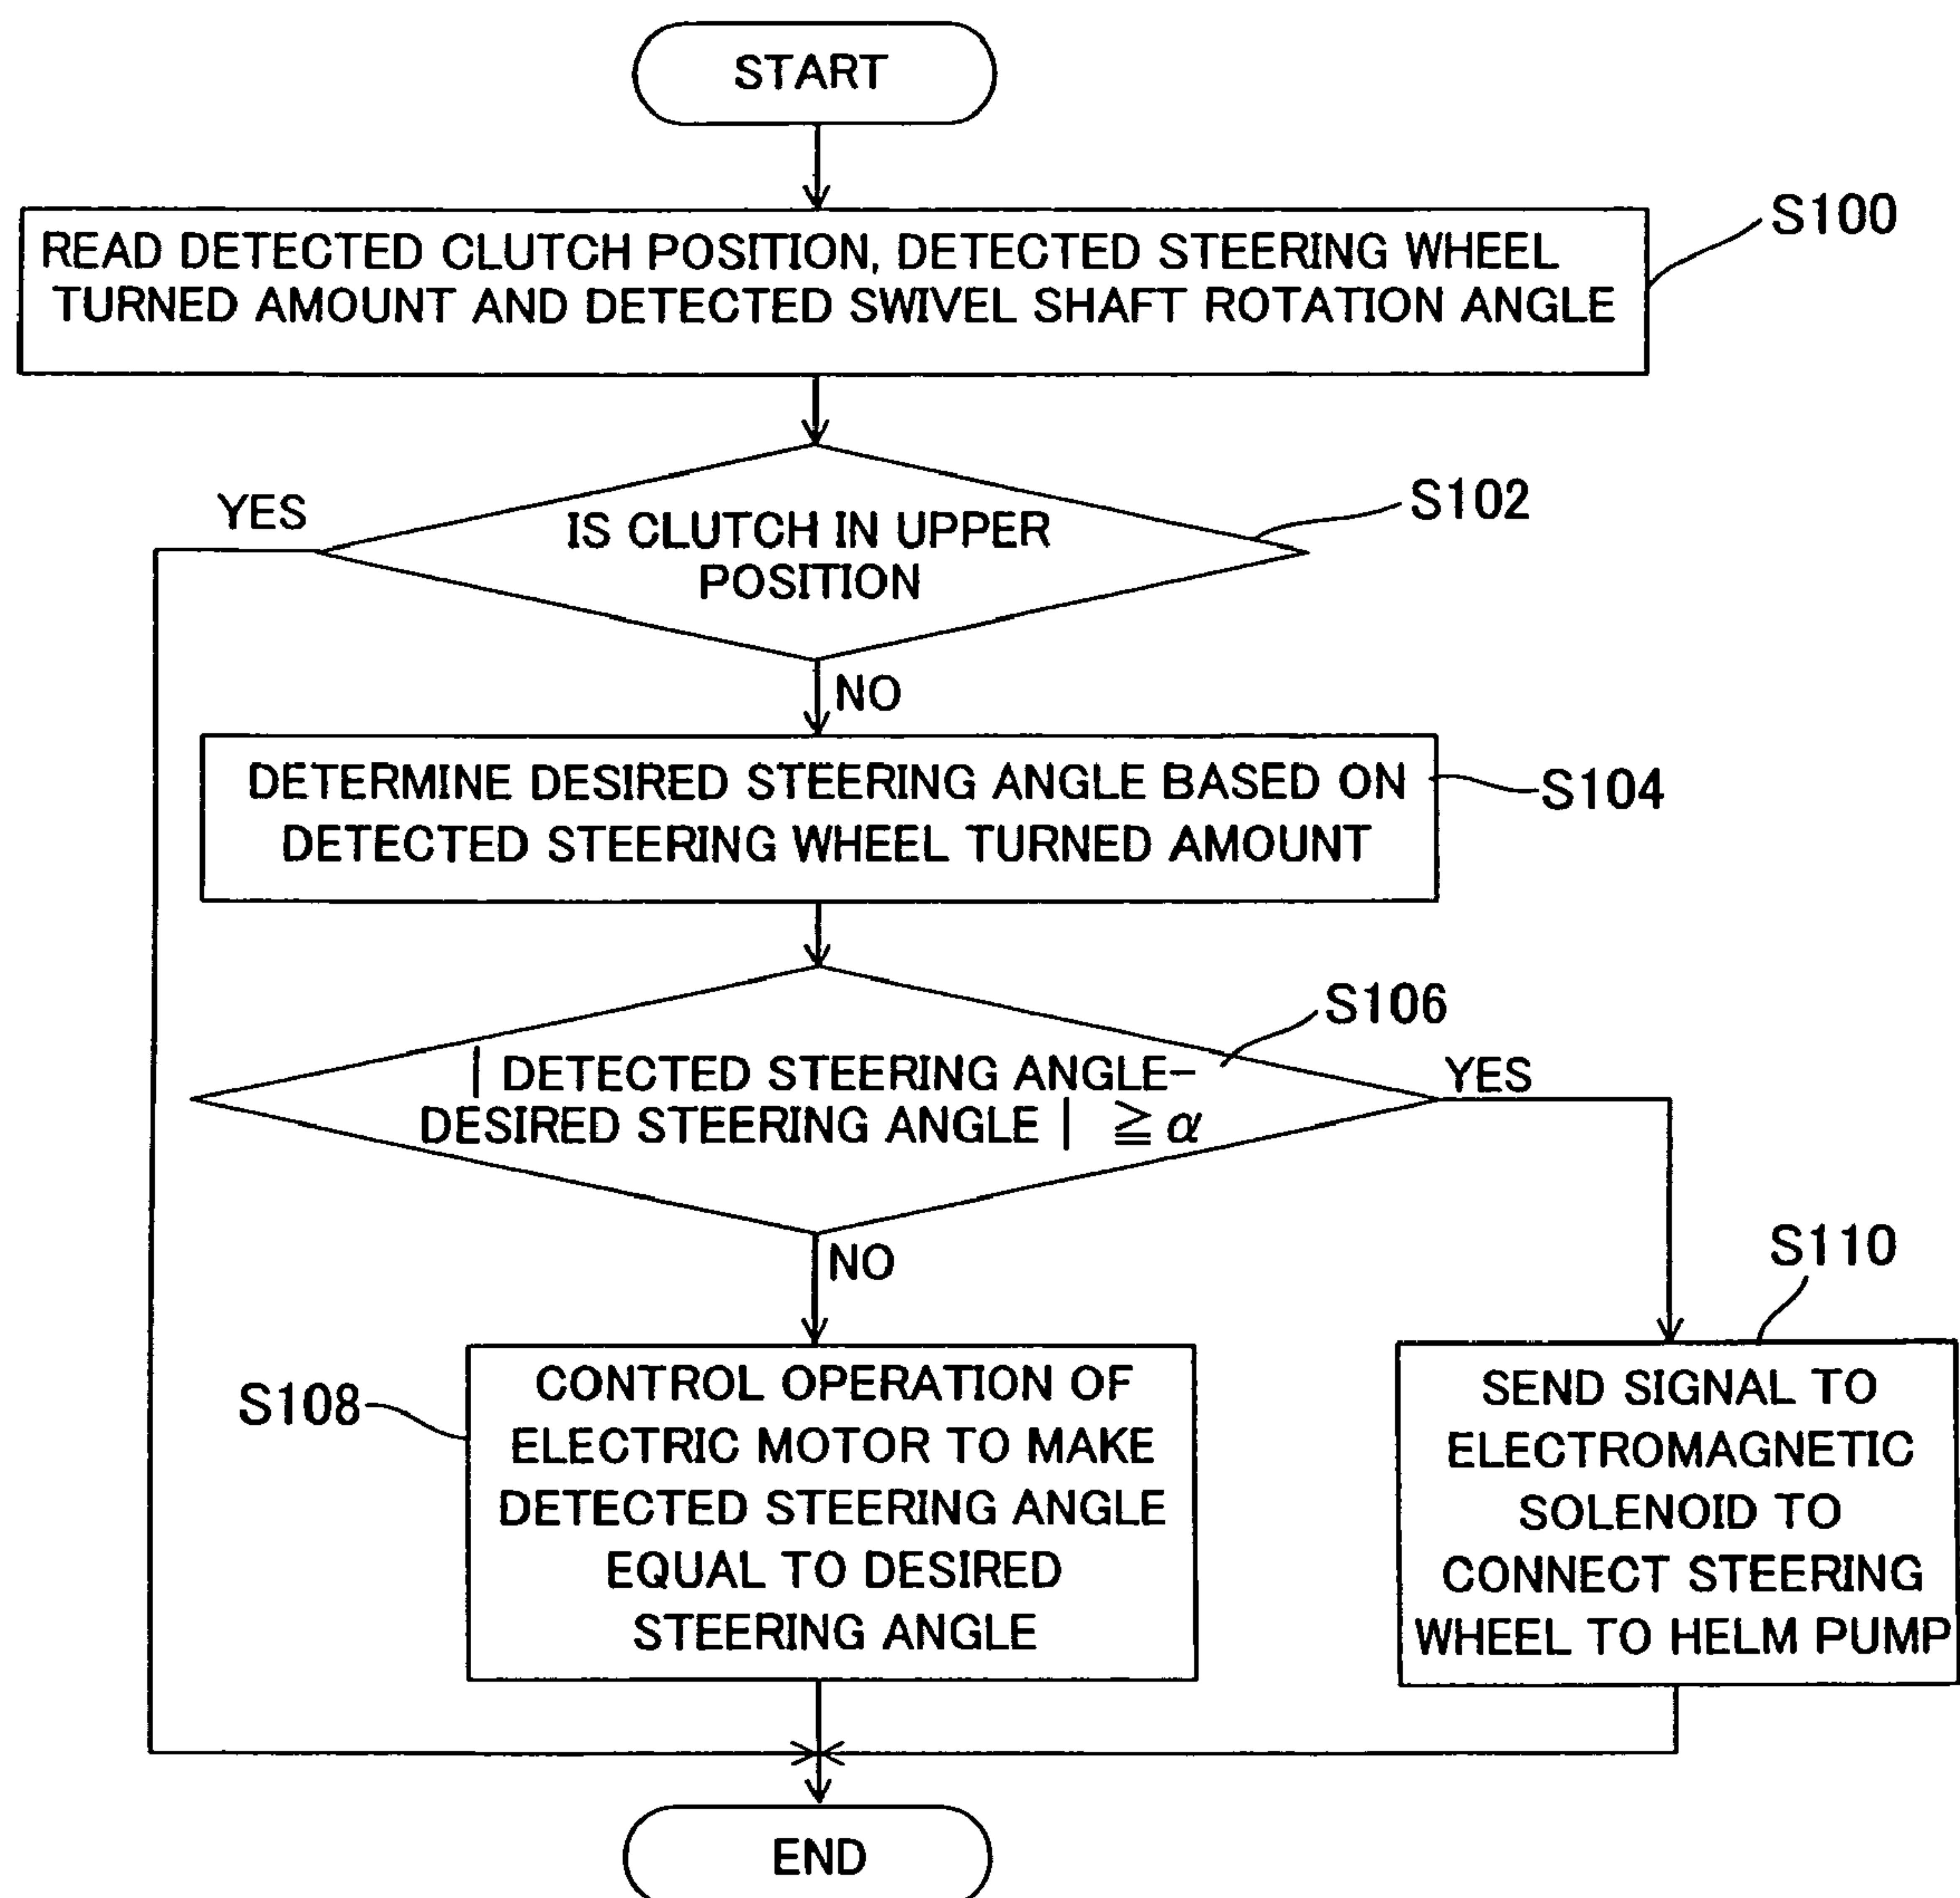 START
READ DETECTED CLUTCH POSITION, DETECTED STEERING WHEEL
TURNED AMOUNT AND DETECTED SWIVEL SHAFT ROTATION ANGLE
S100
YES
IS CLUTCH IN UPPER
POSITION
S102
NO
DETERMINE DESIRED STEERING ANGLE BASED ON
DETECTED STEERING WHEEL TURNED AMOUNT
S104
| DETECTED STEERING ANGLE-
DESIRED STEERING ANGLE | ≧ α
S106
YES
NO
S108
CONTROL OPERATION OF
ELECTRIC MOTOR TO MAKE
DETECTED STEERING ANGLE
EQUAL TO DESIRED
STEERING ANGLE
S110
SEND SIGNAL TO
ELECTROMAGNETIC
SOLENOID TO
CONNECT STEERING
WHEEL TO HELM PUMP
END